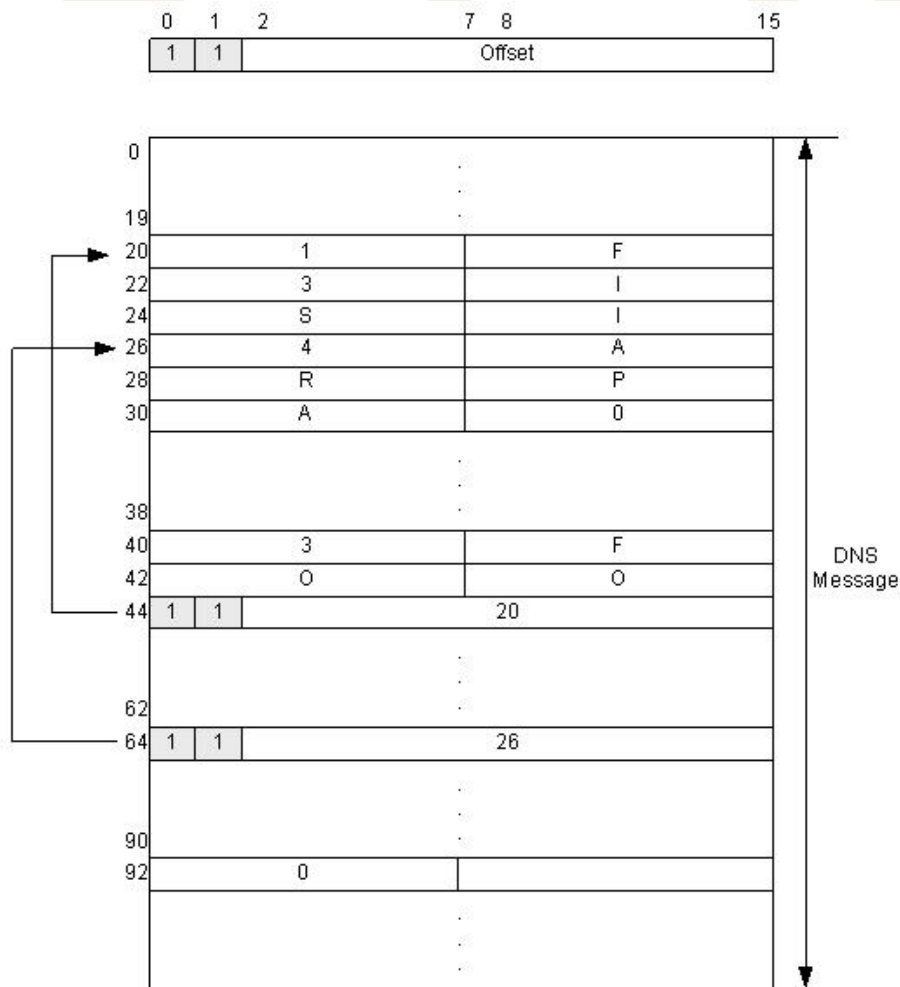 0 1 2 7 8 15
1 1 Offset
0
19
20 1 F
22 3 I
24 S I
26 4 A
28 R P
30 A 0
38
40 3 F
42 O O
44 1 1 20
62
64 1 1 26
90
92 0
DNS
Message